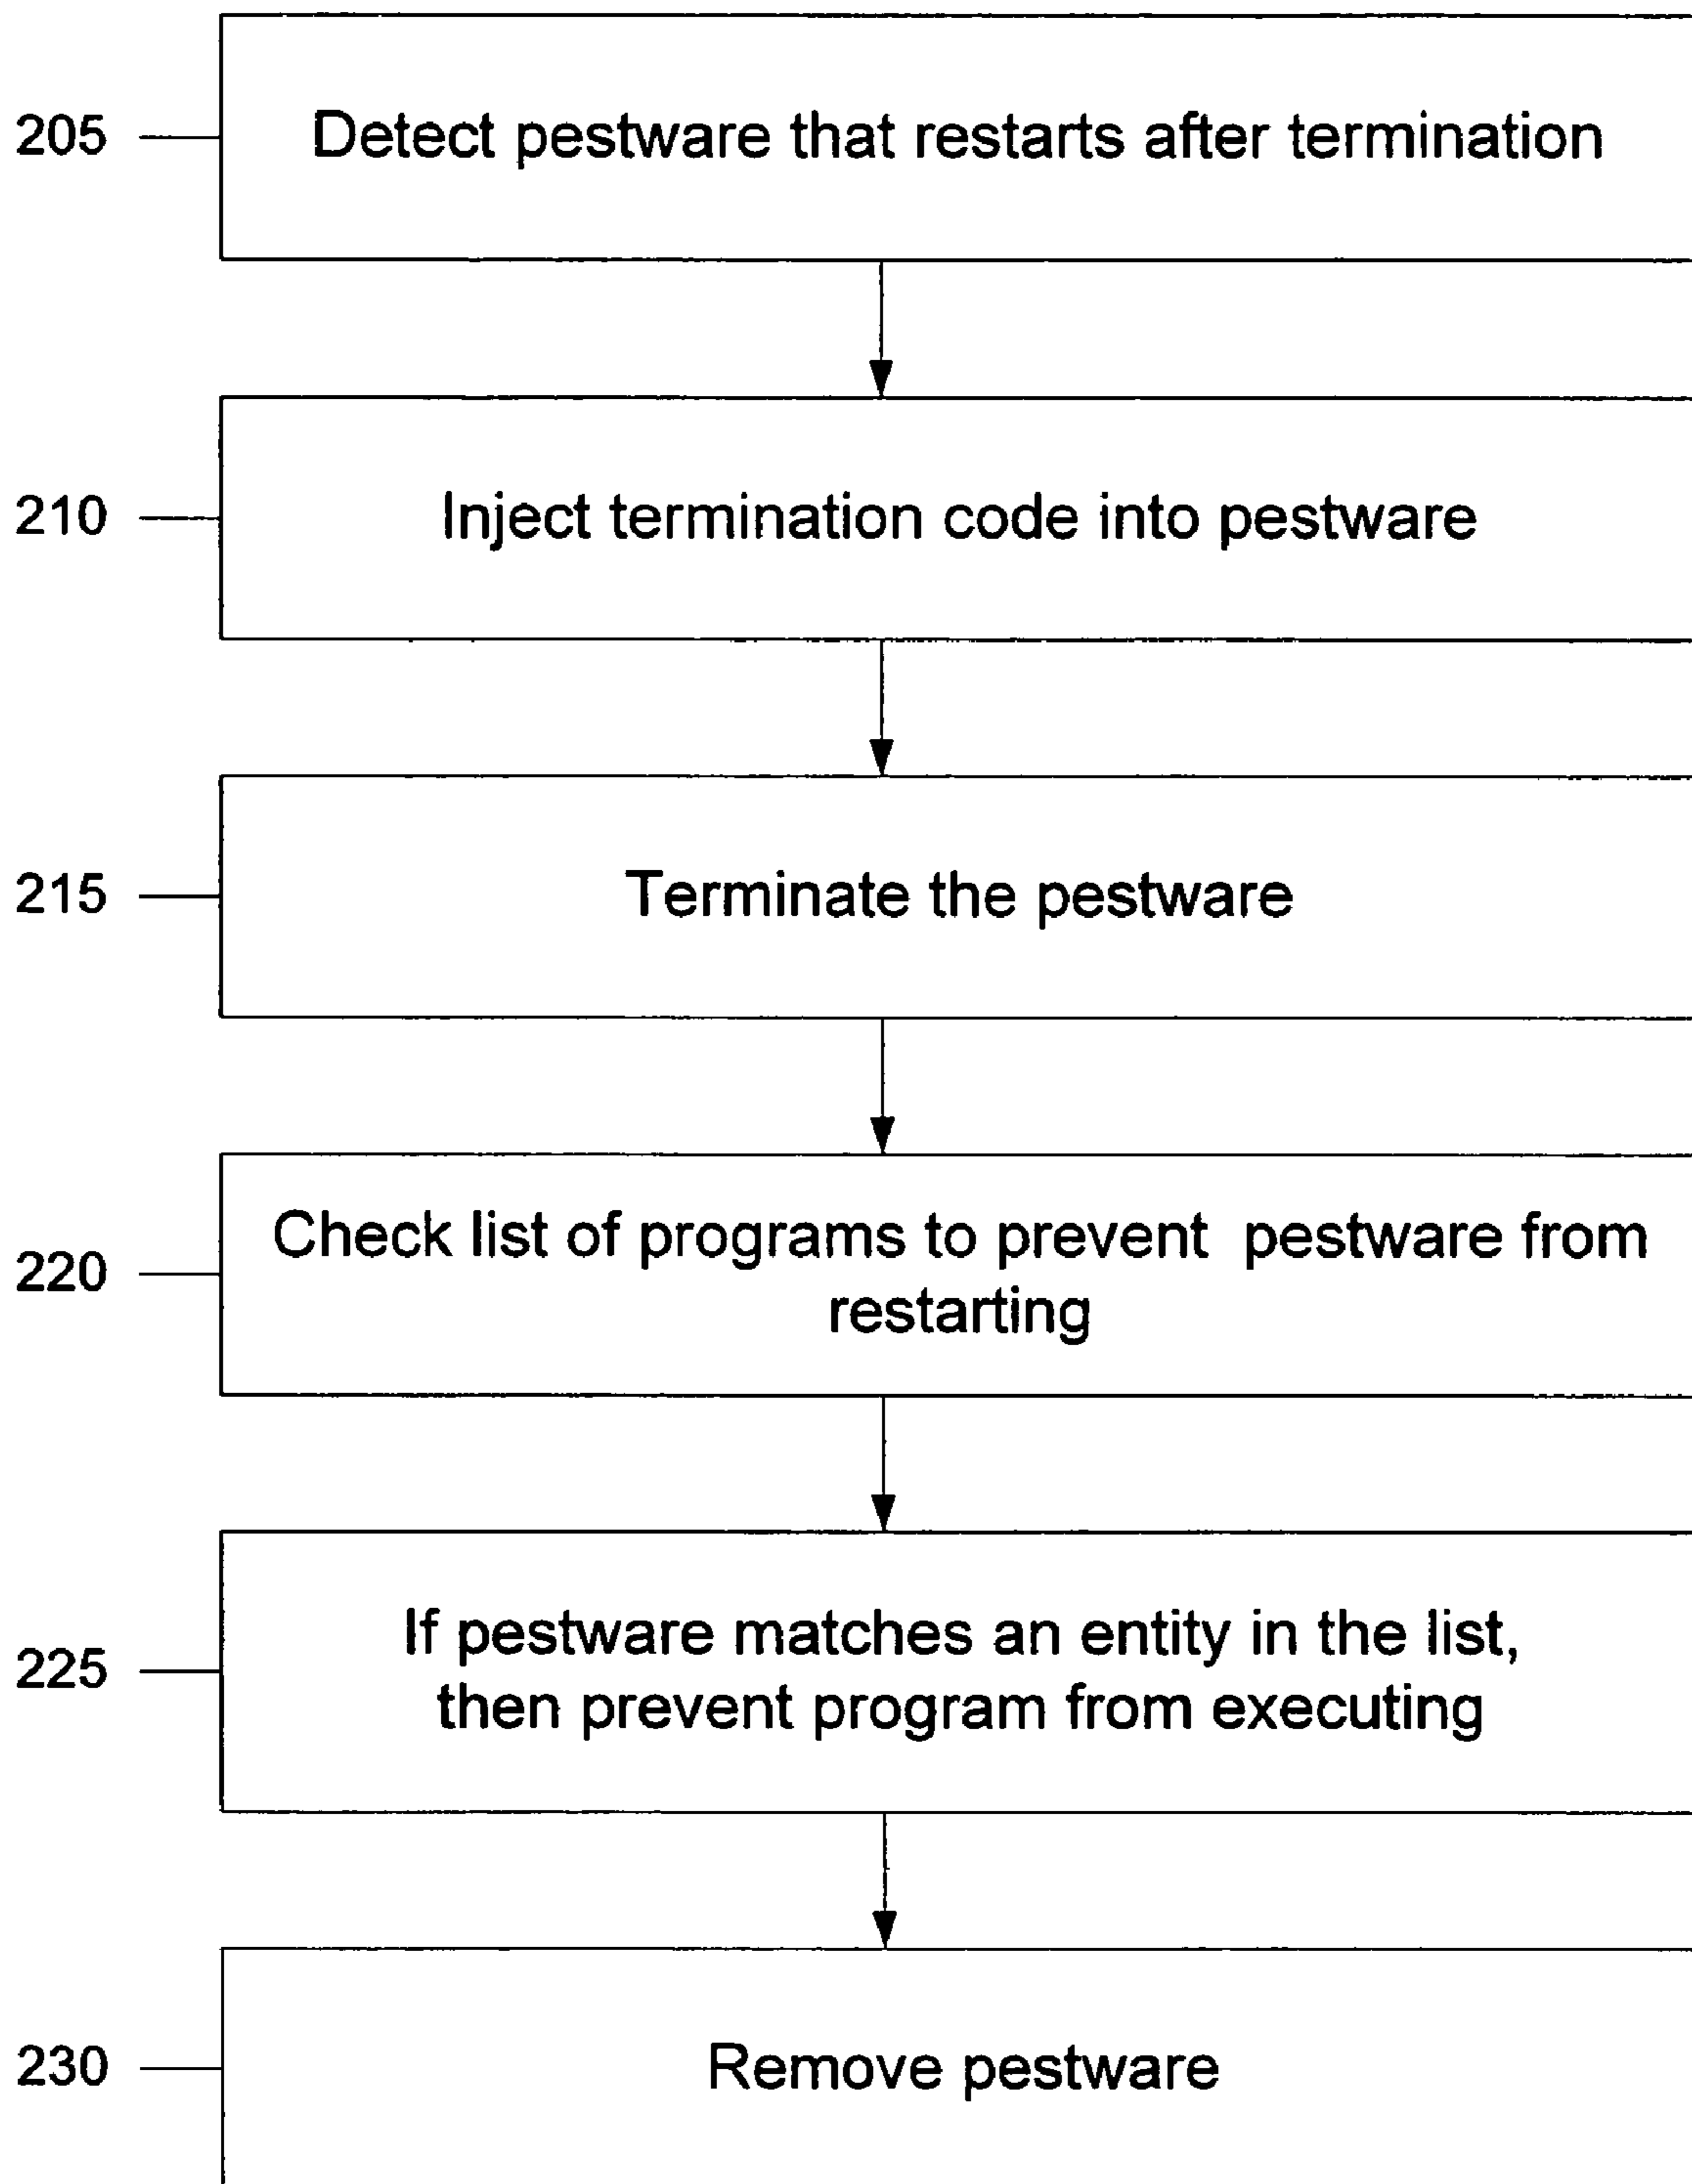 205
Detect pestware that restarts after termination
210
Inject termination code into pestware
215
Terminate the pestware
220
Check list of programs to prevent pestware from
restarting
225
If pestware matches an entity in the list,
then prevent program from executing
230
Remove pestware